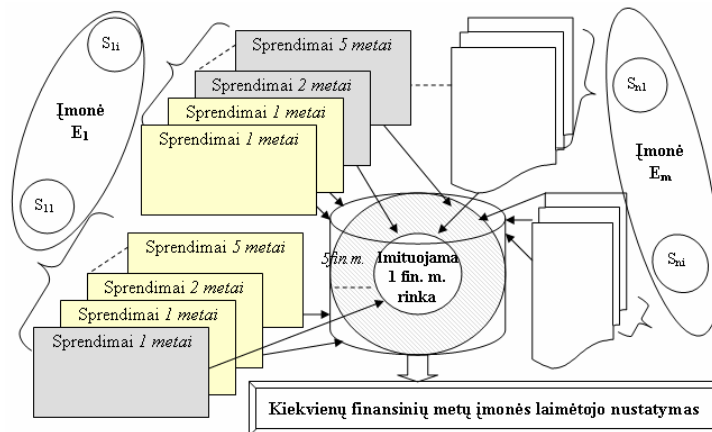 S1i
Įmonė
E1
S11
Sprendimai 5 metai
Sprendimai 2 metai
Sprendimai 1 metai
Sprendimai 1 metai
Sprendimai 5 metai
Sprendimai 2 metai
Sprendimai 1 metai
Sprendimai 1 metai
5fin.m.
Imituojama
1 fin. m.
rinka
Sn1
Įmonė
Em
Sni
Kiekvienų finansinių metų įmonės laimėtojo nustatymas